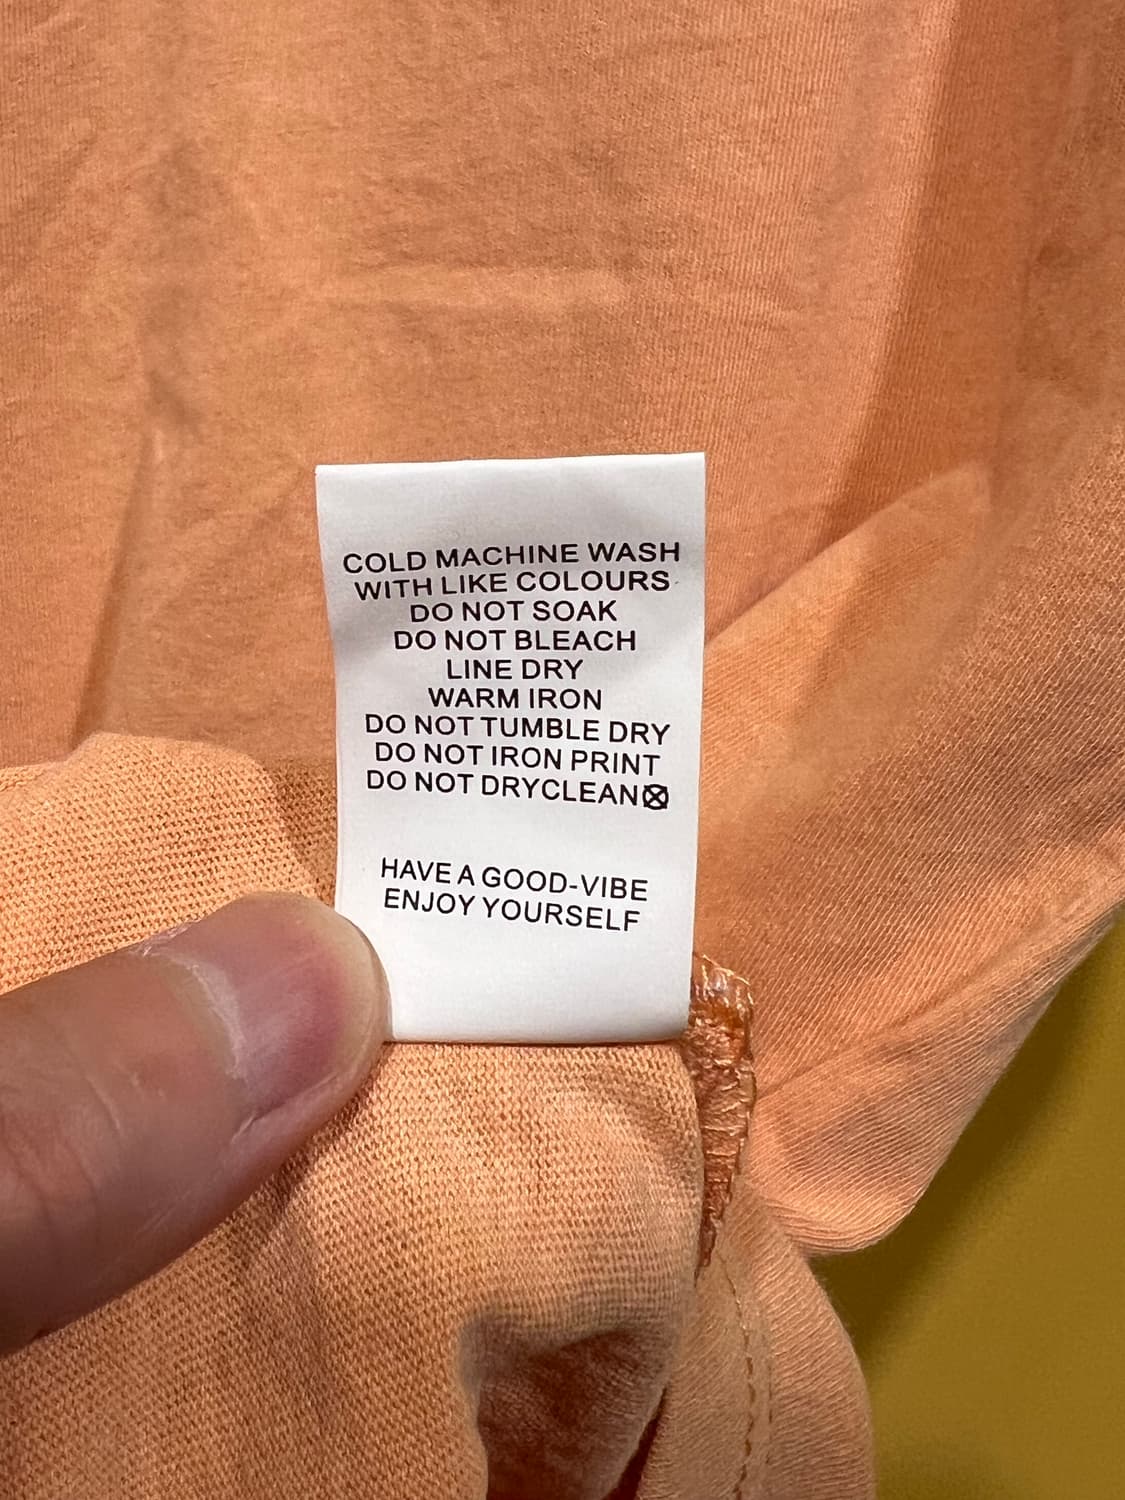 COLD MACHINE WASH
WITH LIKE COLOURS
DO NOT SOAK
DO NOT BLEACH
LINE DRY
WARM IRON
DO NOT TUMBLE DRY
DO NOT IRON PRINT
DO NOT DRYCLEAN
HAVE A GOOD-VIBE
ENJOY YOURSELF